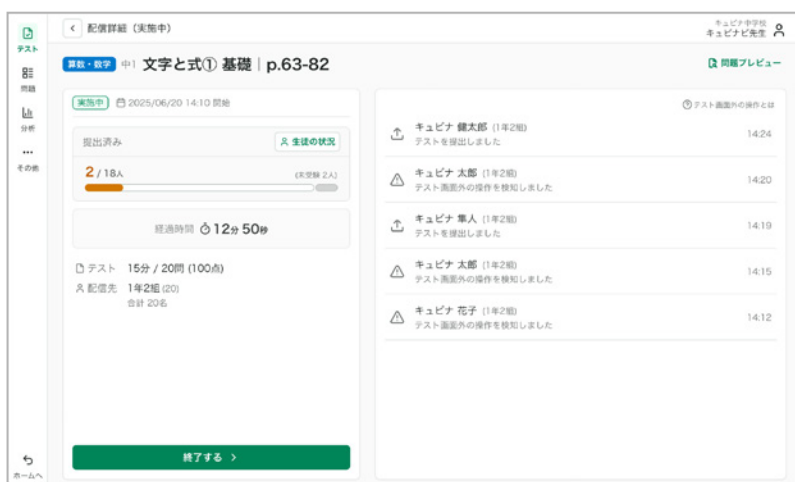 テスト
問題
分析
その他
ホームへ
配信詳細（実施中）
キュビナ中学校
キュビナビ先生
算数・数学 中1 文字と式① 基礎｜p.63-82
問題プレビュー
実施中 2025/06/20 14:10 開始
提出済み
生徒の状況
2 / 18人
(未受験 2人)
経過時間 12分 50秒
テスト 15分 / 20問 (100点)
配信先 1年2組 (20)
合計 20名
終了する
テスト画面外の操作とは
キュビナ 健太郎 (1年2組)
テストを提出しました
14:24
キュビナ 太郎 (1年2組)
テスト画面外の操作を検知しました
14:20
キュビナ 隼人 (1年2組)
テストを提出しました
14:19
キュビナ 太郎 (1年2組)
テスト画面外の操作を検知しました
14:15
キュビナ 花子 (1年2組)
テスト画面外の操作を検知しました
14:12